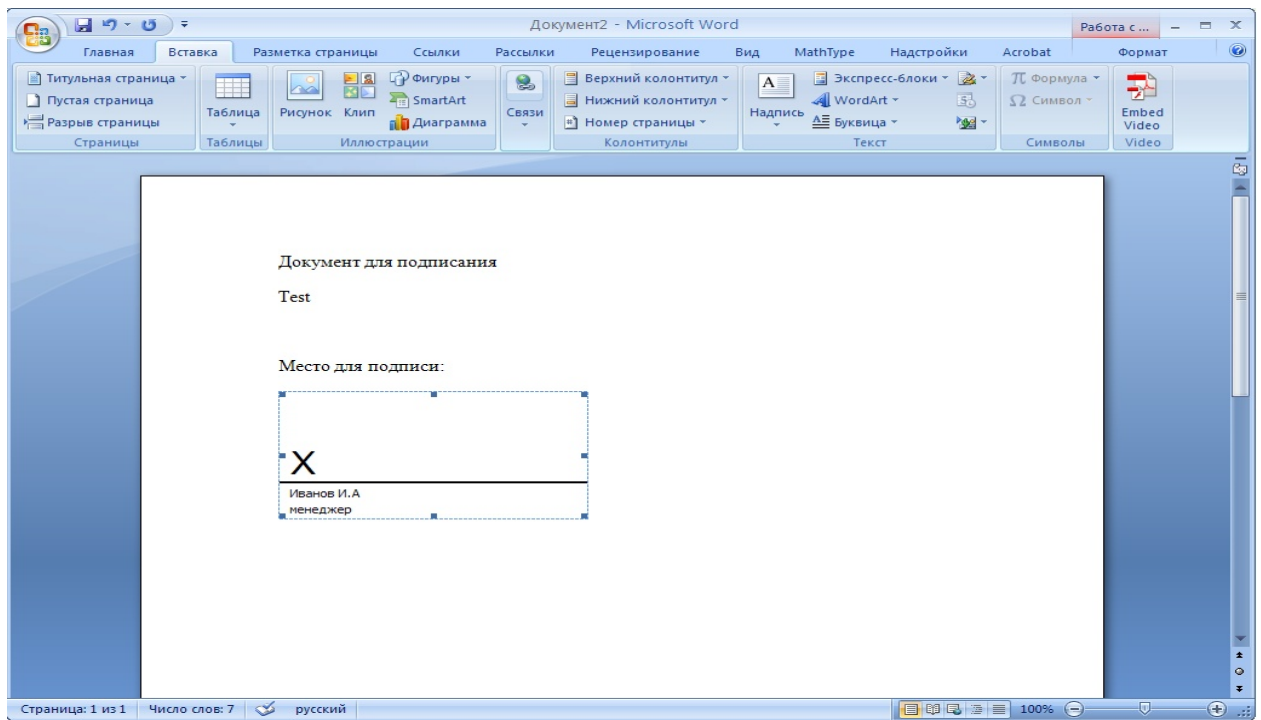 Документ2 - Microsoft Word
Работа с ...
Главная Вставка Разметка страницы Ссылки Рассылки Рецензирование Вид MathType Надстройки Acrobat Формат
Титульная страница
Пустая страница
Разрыв страницы
Страницы
Таблица
Таблицы
Рисунок
Клип
Фигуры
SmartArt
Диаграмма
Иллюстрации
Связи
Верхний колонтитул
Нижний колонтитул
Номер страницы
Колонтитулы
Надпись
Экспресс-блоки
WordArt
Буквица
Текст
π Формула
Ω Символ
Символы
Embed
Video
Video
Документ для подписания
Test
Место для подписи:
X
Иванов И.А
менеджер
Страница: 1 из 1 Число слов: 7 русский 100%